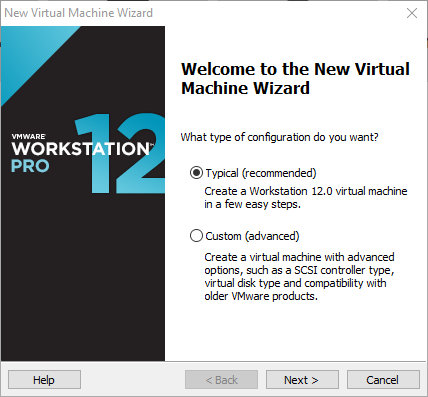 New Virtual Machine Wizard
VMWARE
WORKSTATION™
PRO
12
Welcome to the New Virtual
Machine Wizard
What type of configuration do you want?
Typical (recommended)
Create a Workstation 12.0 virtual machine
in a few easy steps.
Custom (advanced)
Create a virtual machine with advanced
options, such as a SCSI controller type,
virtual disk type and compatibility with
older VMware products.
Help
< Back
Next >
Cancel